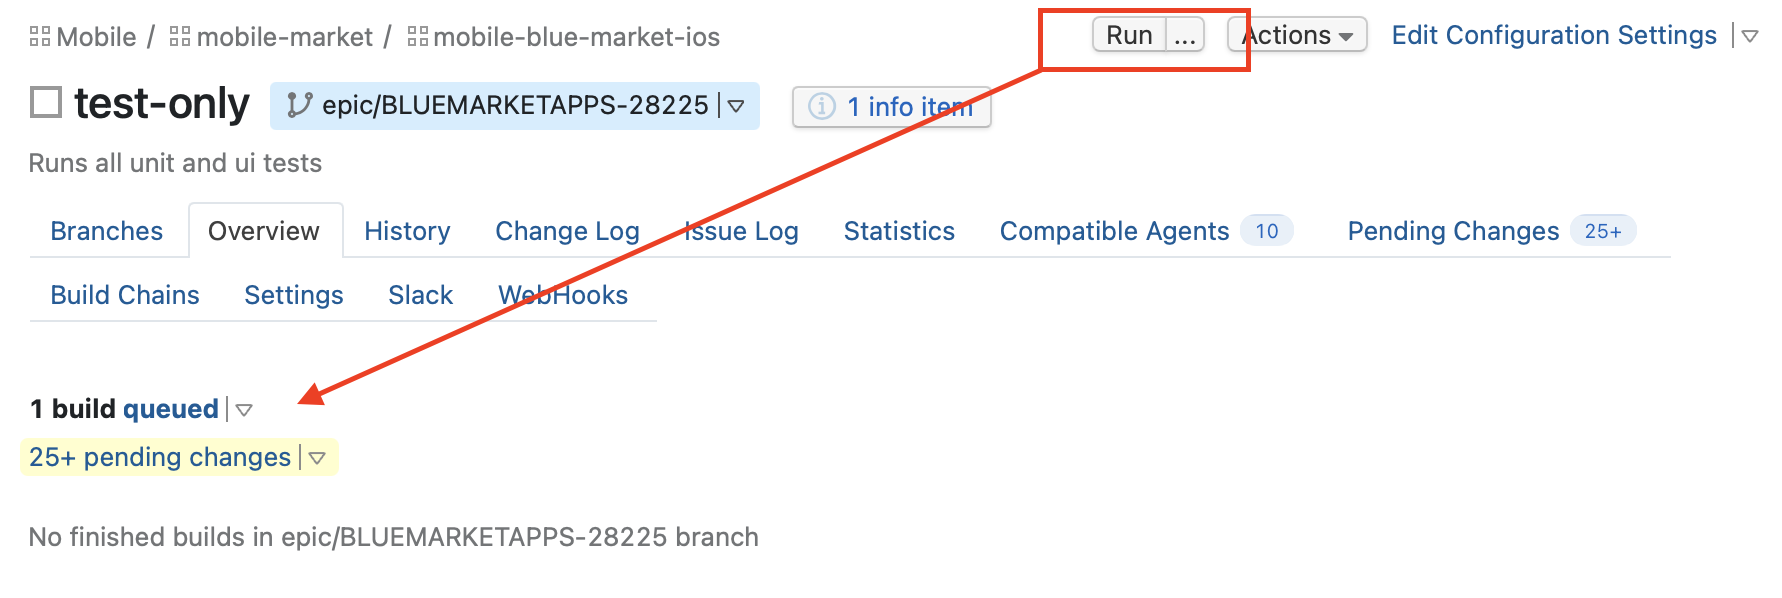 Mobile / mobile-market / mobile-blue-market-ios
Run ... Actions Edit Configuration Settings
test-only epic/BLUEMARKETAPPS-28225 1 info item
Runs all unit and ui tests
Branches Overview History Change Log Issue Log Statistics Compatible Agents 10 Pending Changes 25+
Build Chains Settings Slack WebHooks
1 build queued
25+ pending changes
No finished builds in epic/BLUEMARKETAPPS-28225 branch